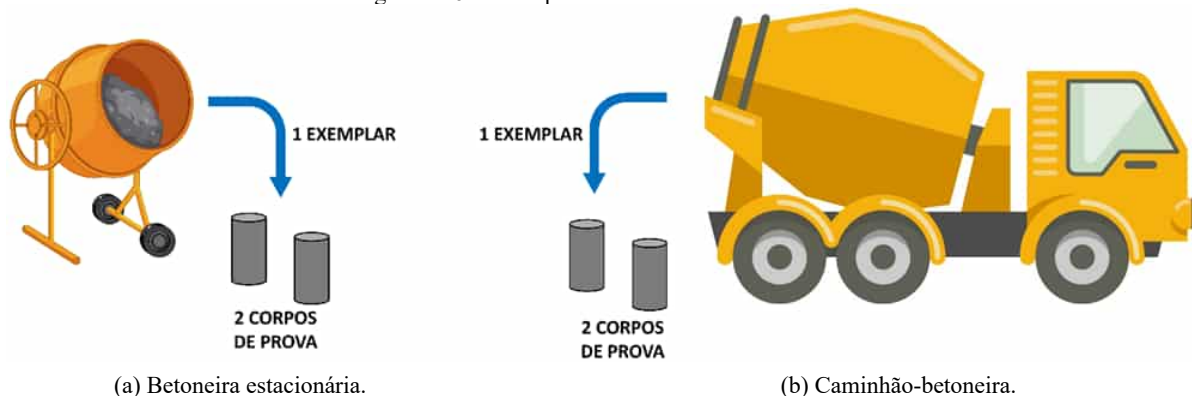 1 EXEMPLAR
2 CORPOS
DE PROVA
1 EXEMPLAR
2 CORPOS
DE PROVA
(a) Betoneira estacionária.
(b) Caminhão-betoneira.